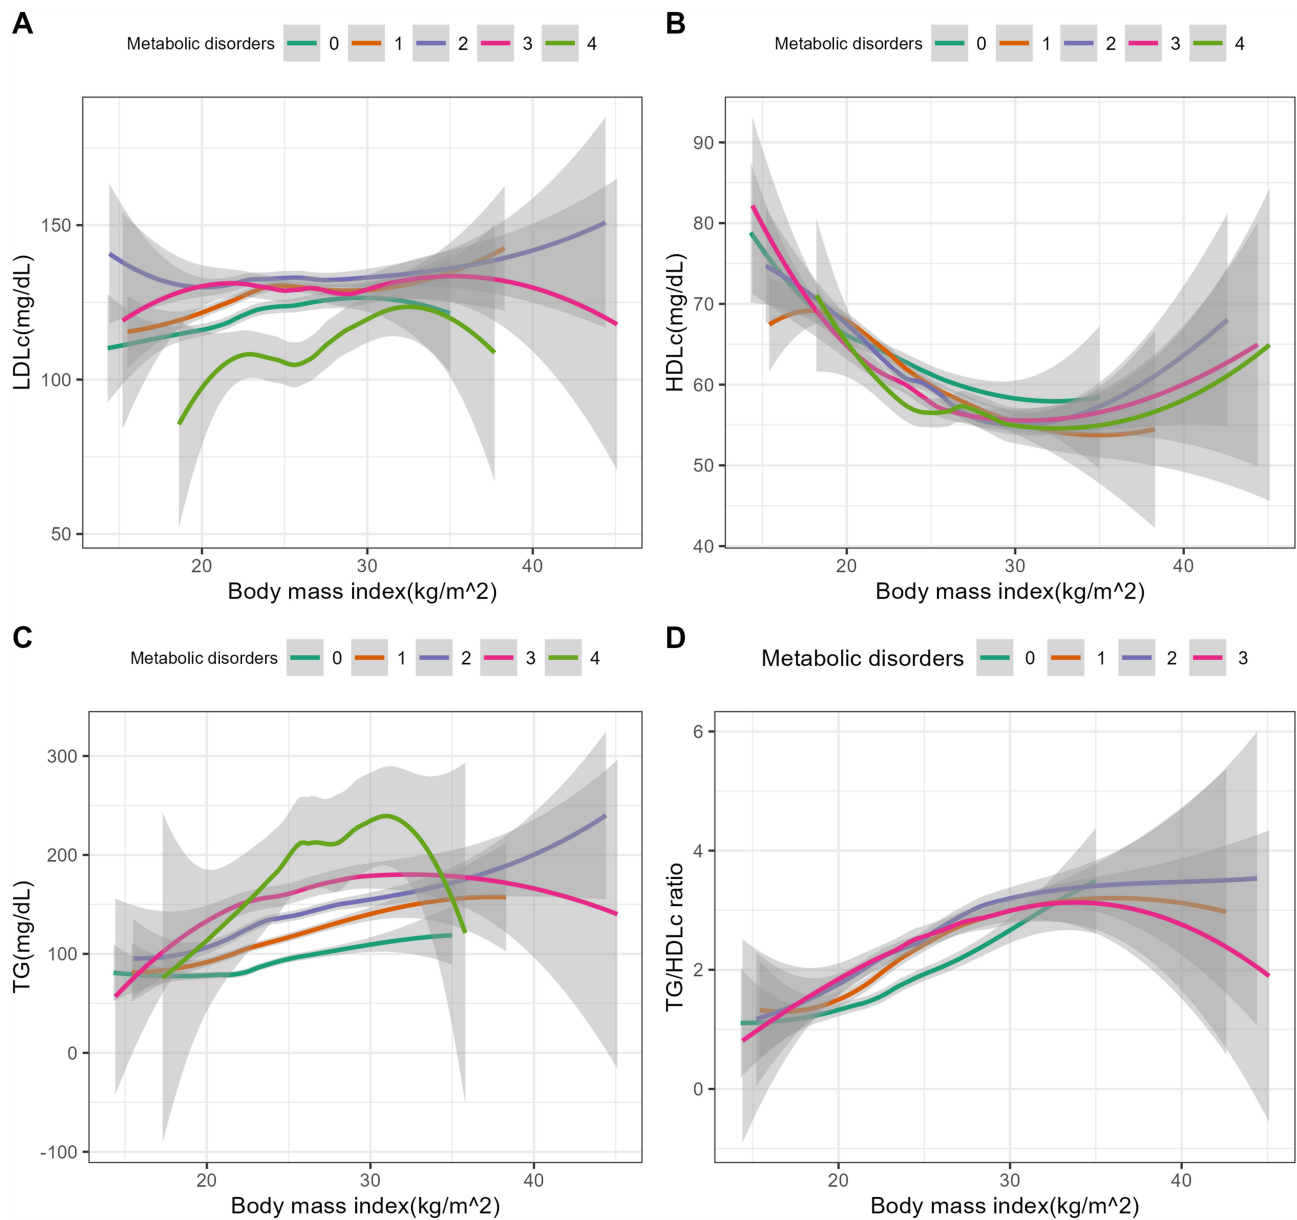 A
Metabolic disorders 0 1 2 3 4
LDLc(mg/dL)
150
100
50
20 30 40
Body mass index(kg/m^2)
B
Metabolic disorders 0 1 2 3 4
HDLc(mg/dL)
90
80
70
60
50
40
20 30 40
Body mass index(kg/m^2)
C
Metabolic disorders 0 1 2 3 4
TG(mg/dL)
300
200
100
0
-100
20 30 40
Body mass index(kg/m^2)
D
Metabolic disorders 0 1 2 3
TG/HDLc ratio
6
4
2
0
20 30 40
Body mass index(kg/m^2)